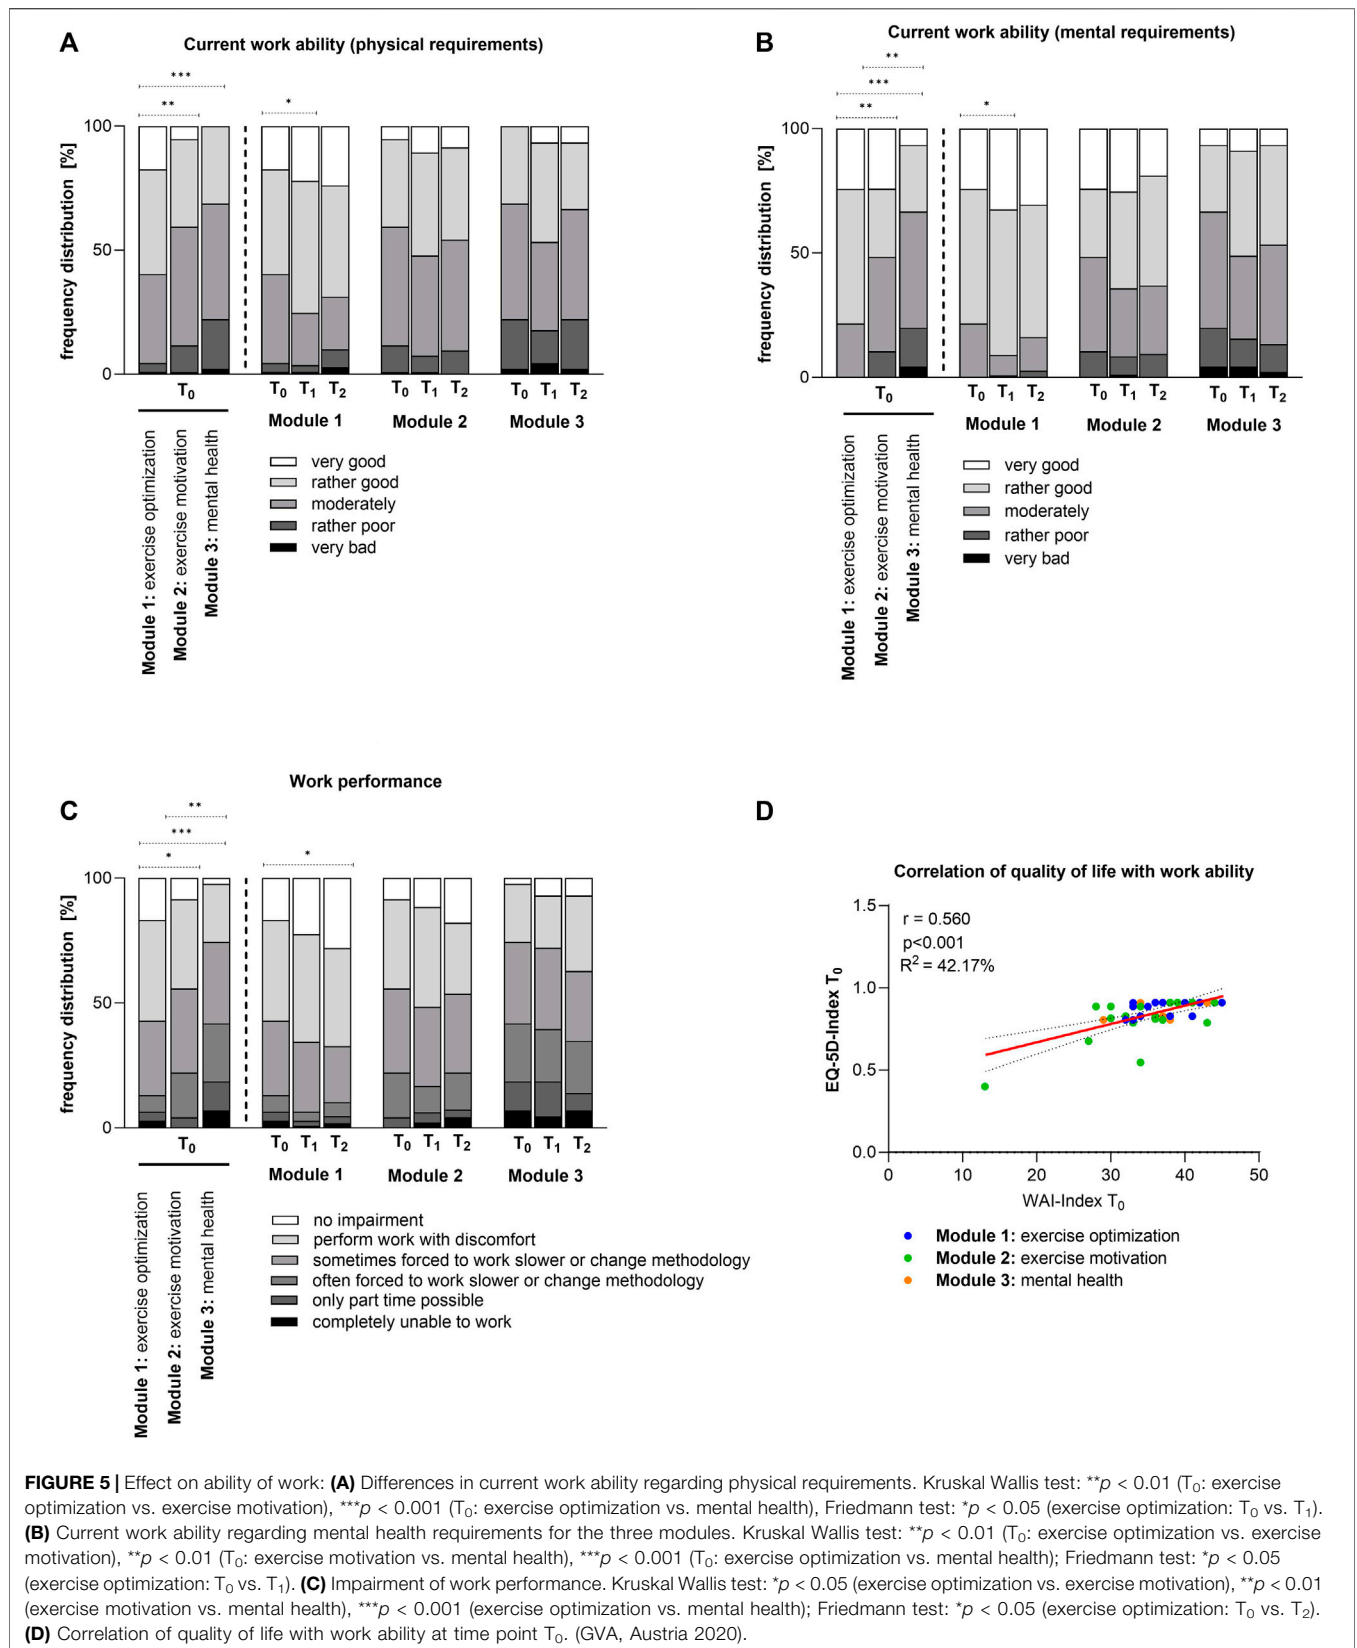 A
Current work ability (physical requirements)
***
**
*
frequency distribution [%]
100
50
0
T0
T0 T1 T2
T0 T1 T2
T0 T1 T2
Module 1
Module 2
Module 3
Module 1: exercise optimization
Module 2: exercise motivation
Module 3: mental health
very good
rather good
moderately
rather poor
very bad
B
Current work ability (mental requirements)
**
***
**
*
frequency distribution [%]
100
50
0
T0
T0 T1 T2
T0 T1 T2
T0 T1 T2
Module 1
Module 2
Module 3
Module 1: exercise optimization
Module 2: exercise motivation
Module 3: mental health
very good
rather good
moderately
rather poor
very bad
C
Work performance
**
***
*
*
frequency distribution [%]
100
50
0
T0
T0 T1 T2
T0 T1 T2
T0 T1 T2
Module 1
Module 2
Module 3
Module 1: exercise optimization
Module 2: exercise motivation
Module 3: mental health
no impairment
perform work with discomfort
sometimes forced to work slower or change methodology
often forced to work slower or change methodology
only part time possible
completely unable to work
D
Correlation of quality of life with work ability
r = 0.560
p<0.001
R2 = 42.17%
EQ-5D-Index T0
1.5
1.0
0.5
0.0
0 10 20 30 40 50
WAI-Index T0
Module 1: exercise optimization
Module 2: exercise motivation
Module 3: mental health
FIGURE 5 | Effect on ability of work: (A) Differences in current work ability regarding physical requirements. Kruskal Wallis test: **p < 0.01 (T0: exercise
optimization vs. exercise motivation), ***p < 0.001 (T0: exercise optimization vs. mental health), Friedmann test: *p < 0.05 (exercise optimization: T0 vs. T1).
(B) Current work ability regarding mental health requirements for the three modules. Kruskal Wallis test: **p < 0.01 (T0: exercise optimization vs. exercise
motivation), **p < 0.01 (T0: exercise motivation vs. mental health), ***p < 0.001 (T0: exercise optimization vs. mental health); Friedmann test: *p < 0.05
(exercise optimization: T0 vs. T1). (C) Impairment of work performance. Kruskal Wallis test: *p < 0.05 (exercise optimization vs. exercise motivation), **p < 0.01
(exercise motivation vs. mental health), ***p < 0.001 (exercise optimization vs. mental health); Friedmann test: *p < 0.05 (exercise optimization: T0 vs. T2).
(D) Correlation of quality of life with work ability at time point T0. (GVA, Austria 2020).